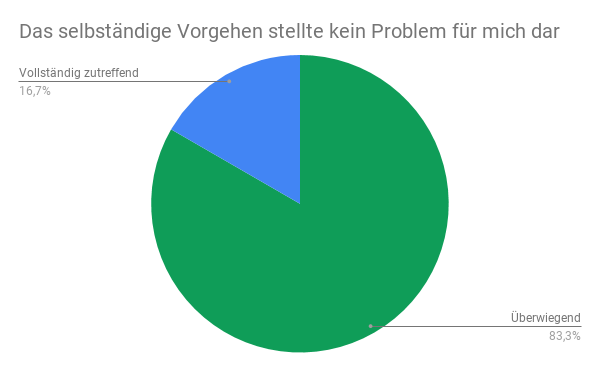 Das selbständige Vorgehen stellte kein Problem für mich dar
Vollständig zutreffend
16,7%
Überwiegend
83,3%